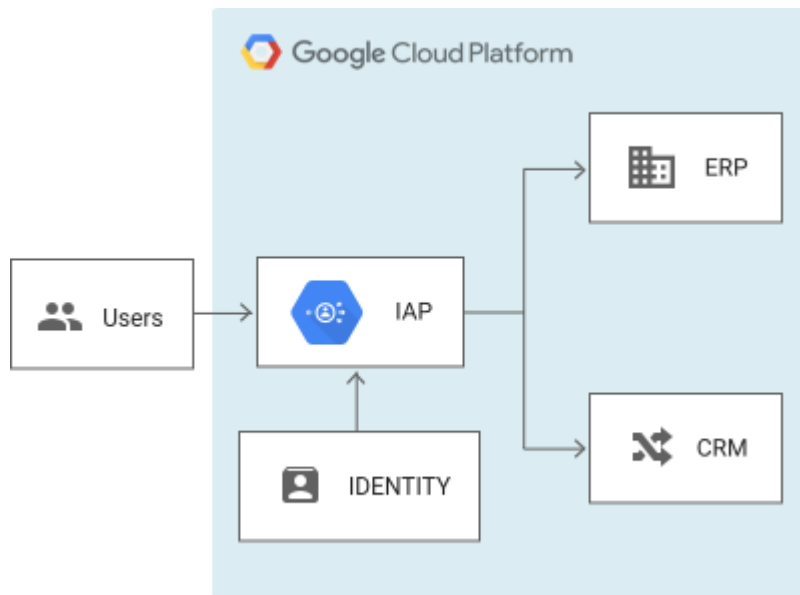 Google Cloud Platform
ERP
Users
IAP
IDENTITY
CRM